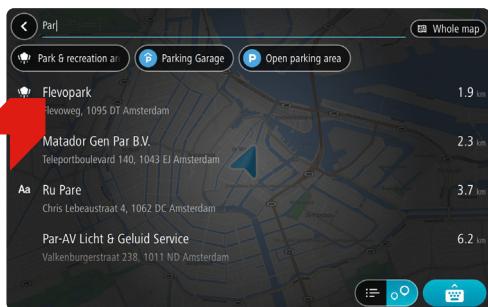 Par
Whole map
Park & recreation ar
Parking Garage
P Open parking area
Flevopark
1.9 km
Flevoweg, 1095 DT Amsterdam
Matador Gen Par B.V.
2.3 km
Teleportboulevard 140, 1043 EJ Amsterdam
Aa Ru Pare
3.7 km
Chris Lebeaustraat 4, 1062 DC Amsterdam
Par-AV Licht & Geluid Service
6.2 km
Valkenburgerstraat 238, 1011 ND Amsterdam